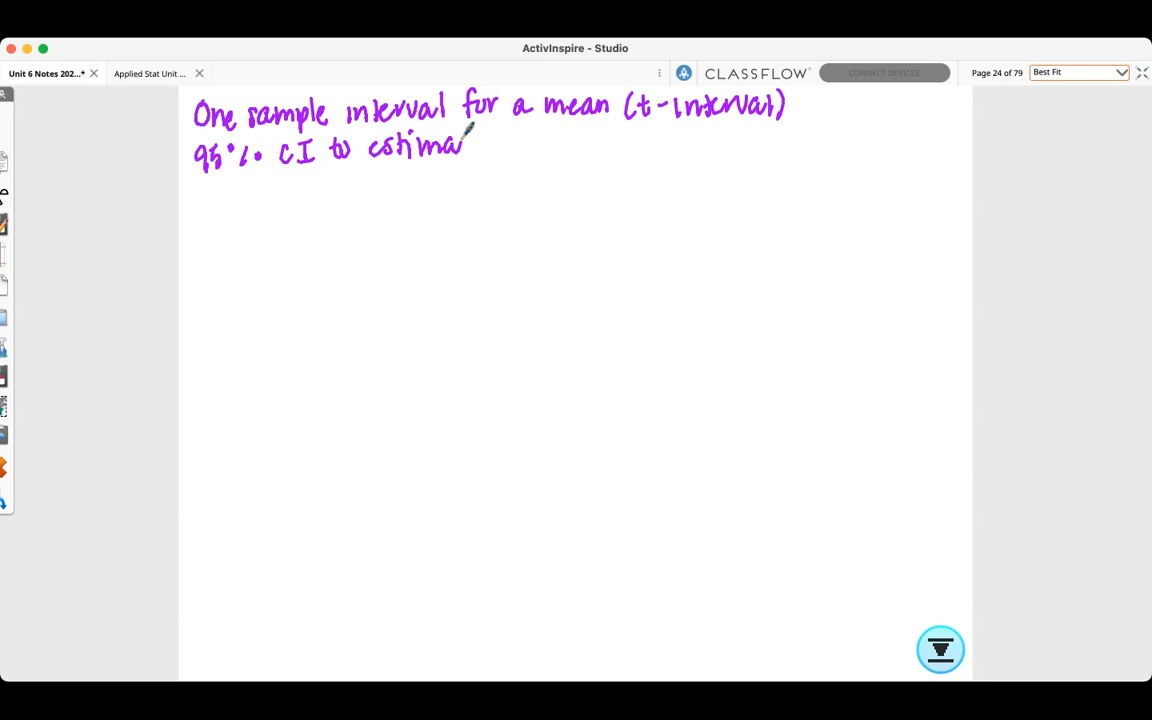 ActivInspire - Studio
Unit 6 Notes 202...*
Applied Stat Unit ...
CLASSFLOW
CONNECT DEVICES
Page 24 of 79
Best Fit
One sample interval for a mean (t-interval)
95% CI to estima